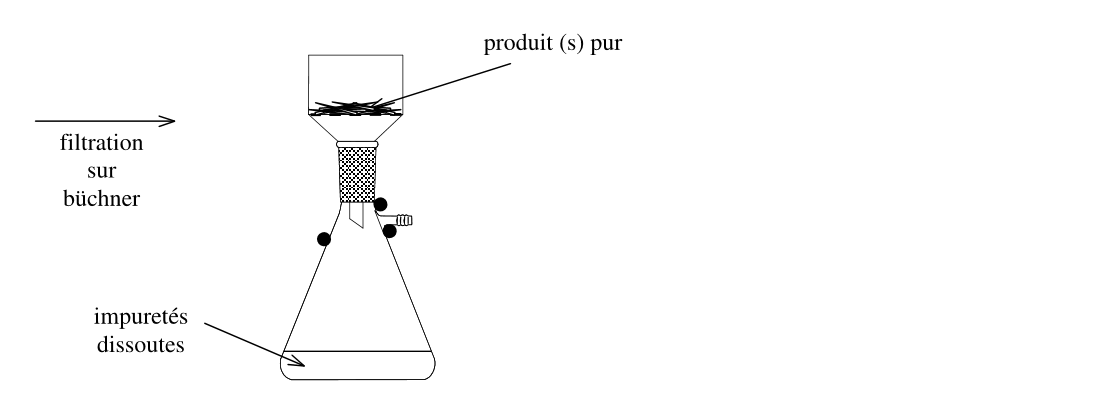 produit (s) pur
filtration
sur
büchner
impuretés
dissoutes